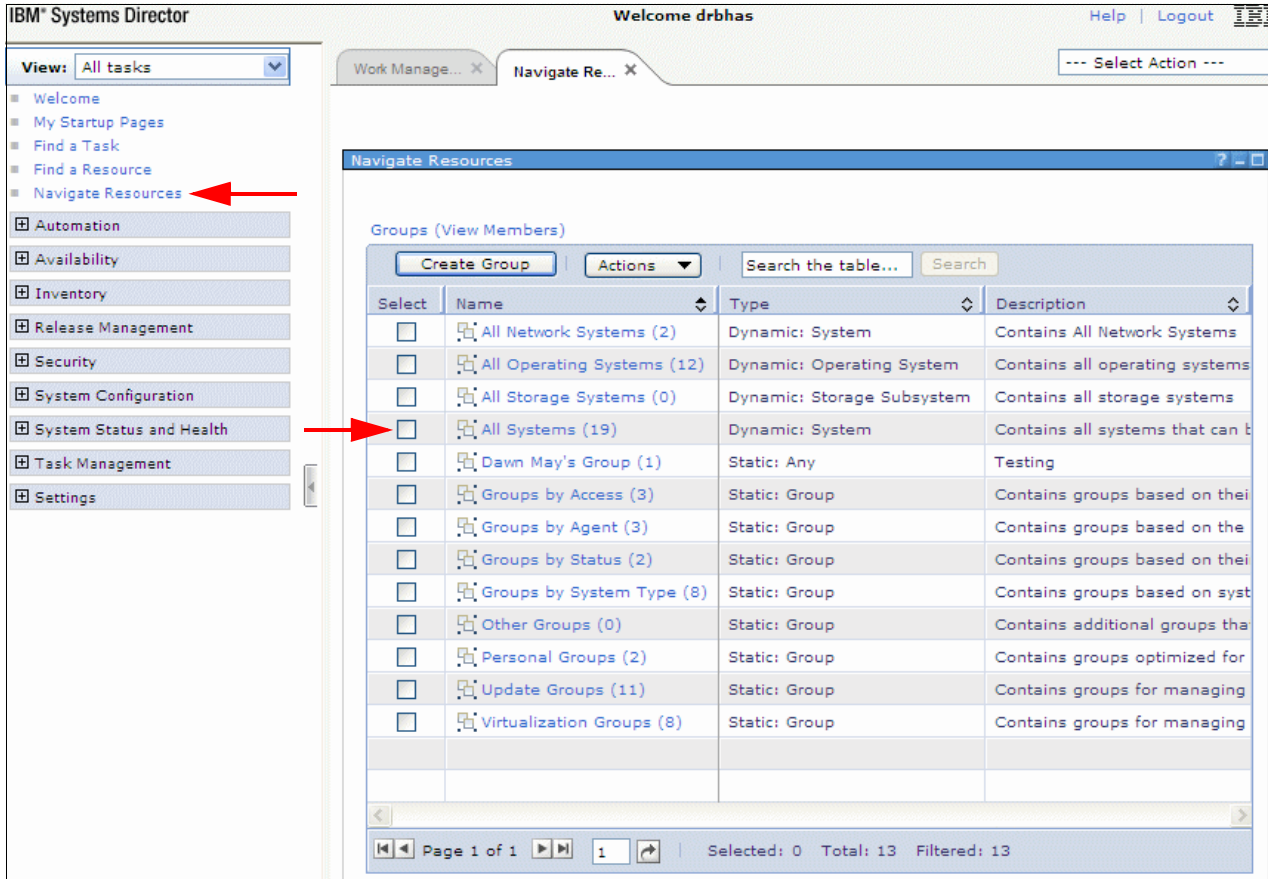 IBM® Systems Director
Welcome drbhas
Help | Logout IBM
View: All tasks
Welcome
My Startup Pages
Find a Task
Find a Resource
Navigate Resources
Automation
Availability
Inventory
Release Management
Security
System Configuration
System Status and Health
Task Management
Settings
Work Manage...
Navigate Re...
--- Select Action ---
Navigate Resources
Groups (View Members)
Create Group | Actions | Search the table... Search
Select Name Type Description
All Network Systems (2) Dynamic: System Contains All Network Systems
All Operating Systems (12) Dynamic: Operating System Contains all operating systems
All Storage Systems (0) Dynamic: Storage Subsystem Contains all storage systems
All Systems (19) Dynamic: System Contains all systems that can b
Dawn May's Group (1) Static: Any Testing
Groups by Access (3) Static: Group Contains groups based on thei
Groups by Agent (3) Static: Group Contains groups based on the
Groups by Status (2) Static: Group Contains groups based on thei
Groups by System Type (8) Static: Group Contains groups based on syst
Other Groups (0) Static: Group Contains additional groups tha
Personal Groups (2) Static: Group Contains groups optimized for
Update Groups (11) Static: Group Contains groups for managing
Virtualization Groups (8) Static: Group Contains groups for managing
Page 1 of 1 1 | Selected: 0 Total: 13 Filtered: 13